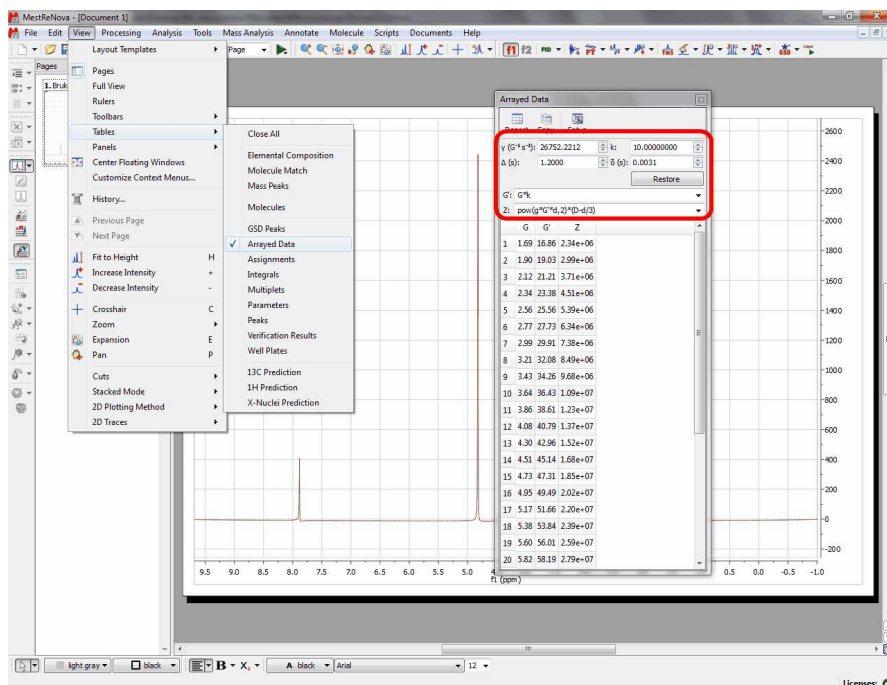 MestReNova - [Document 1]
File Edit View Processing Analysis Tools Mass Analysis Annotate Molecule Scripts Documents Help
Page f1 f2
Pages
1. Bruk
Layout Templates
Pages
Full View
Rulers
Toolbars
Tables
Panels
Center Floating Windows
Customize Context Menus...
History...
Previous Page
Next Page
Fit to Height H
Increase Intensity +
Decrease Intensity -
Crosshair C
Zoom
Expansion E
Pan P
Cuts
Stacked Mode
2D Plotting Method
2D Traces
Close All
Elemental Composition
Molecule Match
Mass Peaks
Molecules
GSD Peaks
✓ Arrayed Data
Assignments
Integrals
Multiplets
Parameters
Peaks
Verification Results
Well Plates
13C Prediction
1H Prediction
X-Nuclei Prediction
Arrayed Data
Report Copy Setup
γ (G⁻¹ s⁻¹): 26752.2212 k: 10.00000000
Δ (s): 1.2000 δ (s): 0.0031
Restore
G': G*k
Z: pow(g*G'*d,2)*(D-d/3)
G G' Z
1 1.69 16.86 2.34e+06
2 1.90 19.03 2.99e+06
3 2.12 21.21 3.71e+06
4 2.34 23.38 4.51e+06
5 2.56 25.56 5.39e+06
6 2.77 27.73 6.34e+06
7 2.99 29.91 7.38e+06
8 3.21 32.08 8.49e+06
9 3.43 34.26 9.68e+06
10 3.64 36.43 1.09e+07
11 3.86 38.61 1.23e+07
12 4.08 40.79 1.37e+07
13 4.30 42.96 1.52e+07
14 4.51 45.14 1.68e+07
15 4.73 47.31 1.85e+07
16 4.95 49.49 2.02e+07
17 5.17 51.66 2.20e+07
18 5.38 53.84 2.39e+07
19 5.60 56.01 2.59e+07
20 5.82 58.19 2.79e+07
2600
2200
2000
1800
1600
1400
1200
1000
800
600
400
200
0
-200
9.5 9.0 8.5 8.0 7.5 7.0 6.5 6.0 5.5 5.0 0.5 0.0 -0.5 -1.0
f1 (ppm)
light gray black B X, A black Arial 12
Licenses: